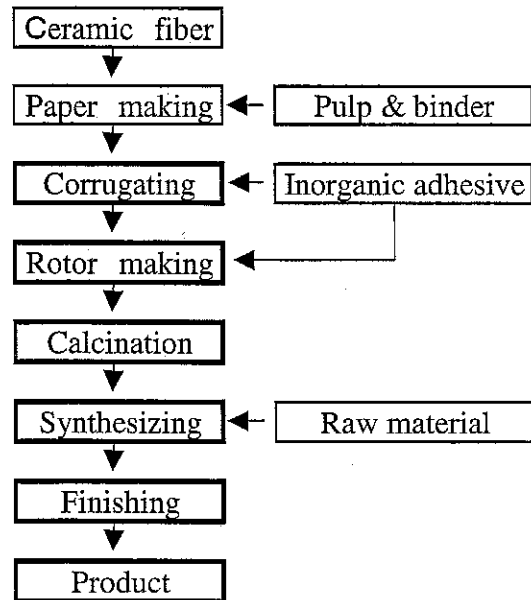 Ceramic fiber
Paper making
Pulp & binder
Corrugating
Inorganic adhesive
Rotor making
Calcination
Synthesizing
Raw material
Finishing
Product